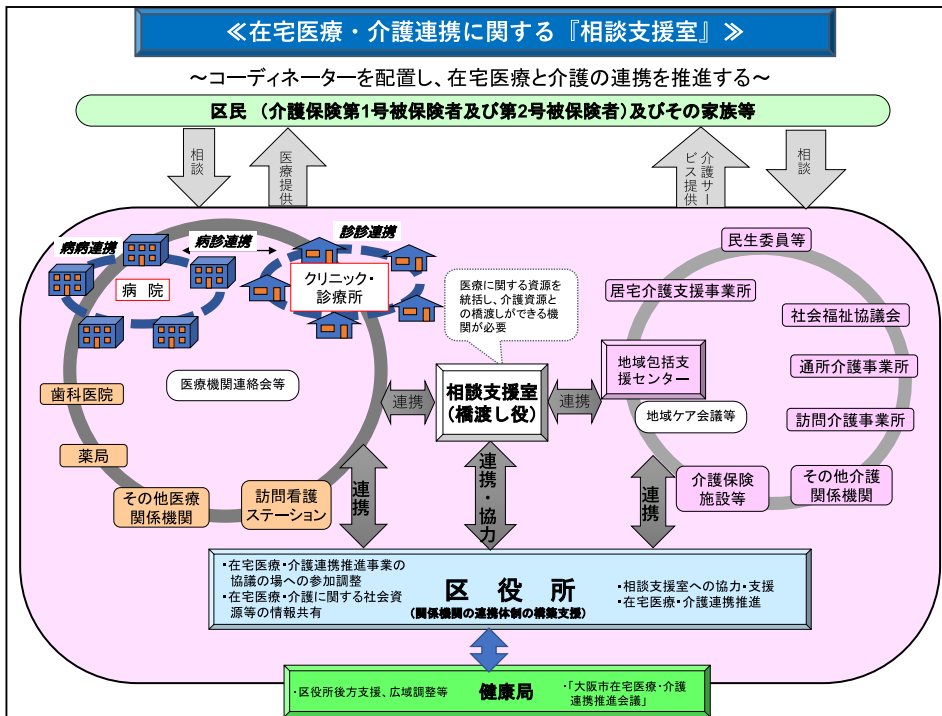 ≪在宅医療・介護連携に関する『相談支援室』≫
～コーディネーターを配置し、在宅医療と介護の連携を推進する～
区民（介護保険第1号被保険者及び第2号被保険者）及びその家族等
相談
医療提供
介護サー
ビス提供
相談
病病連携
病診連携
診診連携
病 院
クリニック・
診療所
医療に関する資源を
統括し、介護資源と
の橋渡しができる機
関が必要
民生委員等
居宅介護支援事業所
社会福祉協議会
地域包括支
援センター
通所介護事業所
医療機関連絡会等
歯科医院
連携
相談支援室
（橋渡し役）
連携
地域ケア会議等
訪問介護事業所
薬局
その他医療
関係機関
訪問看護
ステーション
連携
連携・協力
連携
介護保険
施設等
その他介護
関係機関
・在宅医療・介護連携推進事業の
協議の場への参加調整
・在宅医療・介護に関する社会資
源等の情報共有
区 役 所
（関係機関の連携体制の構築支援）
・相談支援室への協力・支援
・在宅医療・介護連携推進
・区役所後方支援、広域調整等
健康局
・「大阪市在宅医療・介護
連携推進会議」